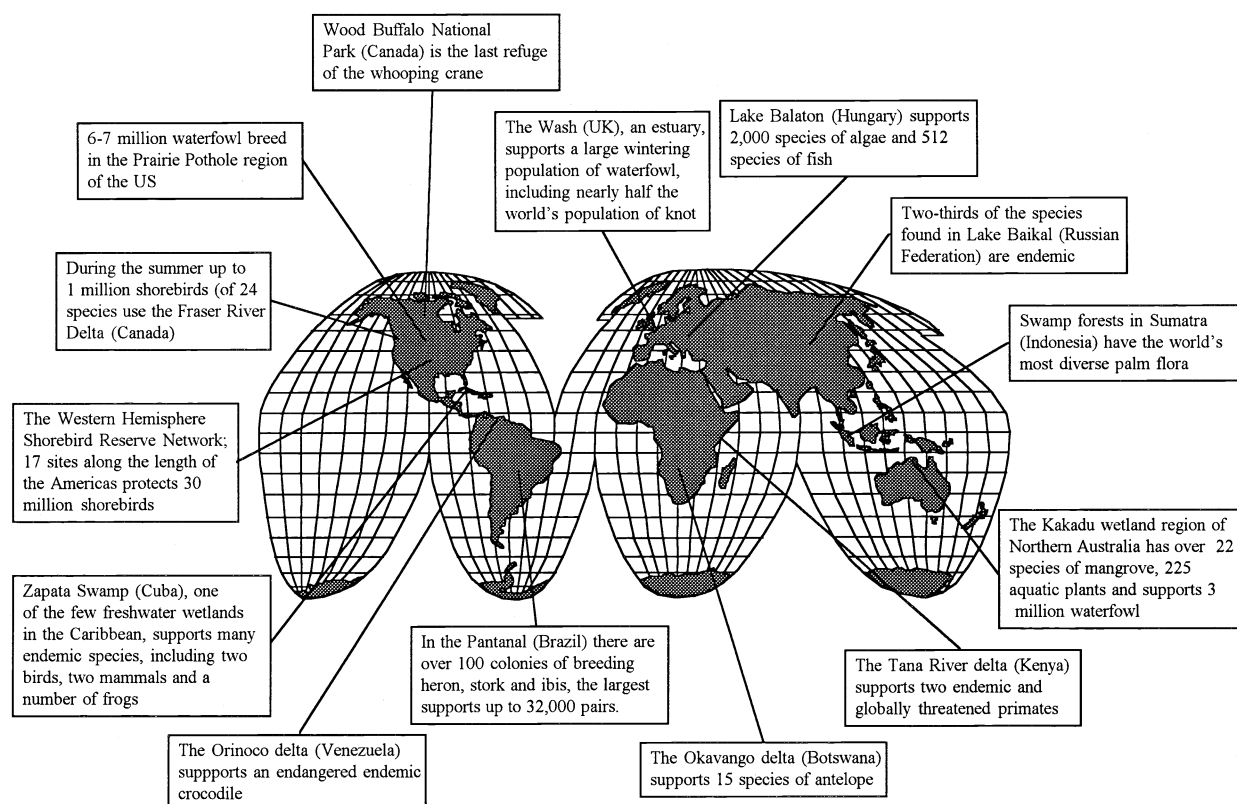 Wood Buffalo National
Park (Canada) is the last refuge
of the whooping crane
6-7 million waterfowl breed
in the Prairie Pothole region
of the US
The Wash (UK), an estuary,
supports a large wintering
population of waterfowl,
including nearly half the
world's population of knot
Lake Balaton (Hungary) supports
2,000 species of algae and 512
species of fish
Two-thirds of the species
found in Lake Baikal (Russian
Federation) are endemic
During the summer up to
1 million shorebirds (of 24
species use the Fraser River
Delta (Canada)
Swamp forests in Sumatra
(Indonesia) have the world's
most diverse palm flora
The Western Hemisphere
Shorebird Reserve Network;
17 sites along the length of
the Americas protects 30
million shorebirds
The Kakadu wetland region of
Northern Australia has over 22
species of mangrove, 225
aquatic plants and supports 3
million waterfowl
Zapata Swamp (Cuba), one
of the few freshwater wetlands
in the Caribbean, supports many
endemic species, including two
birds, two mammals and a
number of frogs
In the Pantanal (Brazil) there are
over 100 colonies of breeding
heron, stork and ibis, the largest
supports up to 32,000 pairs.
The Tana River delta (Kenya)
supports two endemic and
globally threatened primates
The Orinoco delta (Venezuela)
suppports an endangered endemic
crocodile
The Okavango delta (Botswana)
supports 15 species of antelope